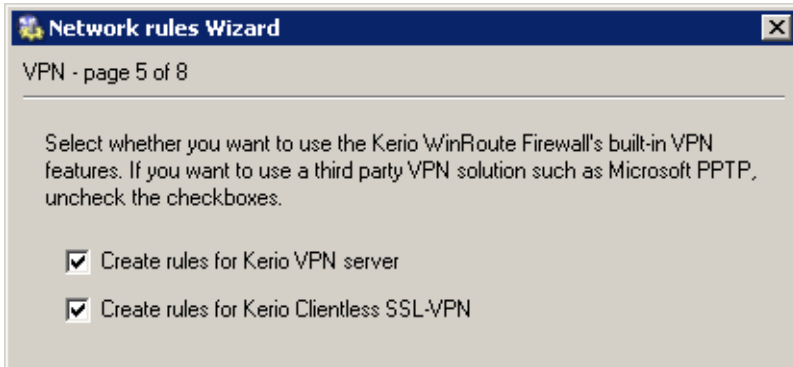 Network rules Wizard
VPN - page 5 of 8
Select whether you want to use the Kerio WinRoute Firewall's built-in VPN
features. If you want to use a third party VPN solution such as Microsoft PPTP,
uncheck the checkboxes.
Create rules for Kerio VPN server
Create rules for Kerio Clientless SSL-VPN